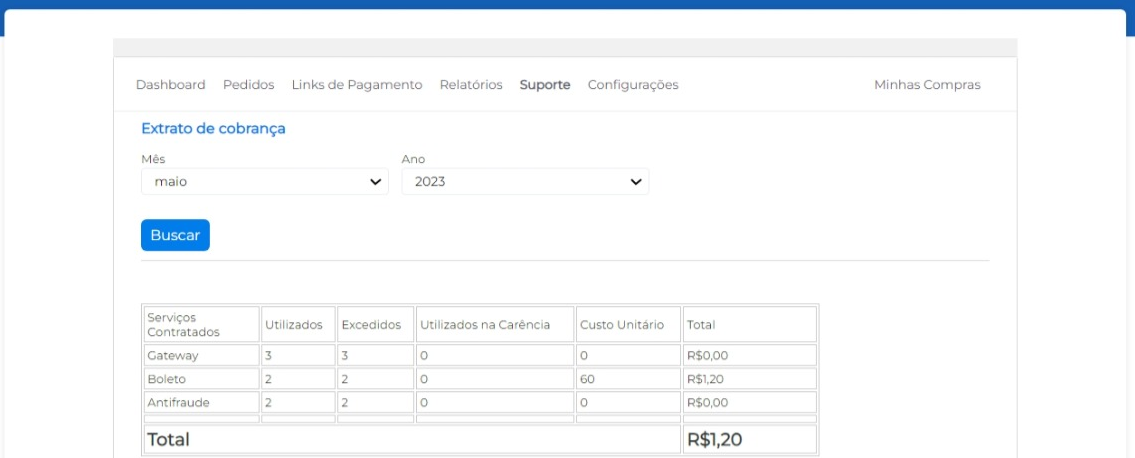 Dashboard Pedidos Links de Pagamento Relatórios Suporte Configurações Minhas Compras
Extrato de cobrança
Mês Ano
maio 2023
Buscar
Serviços Contratados Utilizados Excedidos Utilizados na Carência Custo Unitário Total
Gateway 3 3 0 0 R$0,00
Boleto 2 2 0 60 R$1,20
Antifraude 2 2 0 0 R$0,00
Total R$1,20